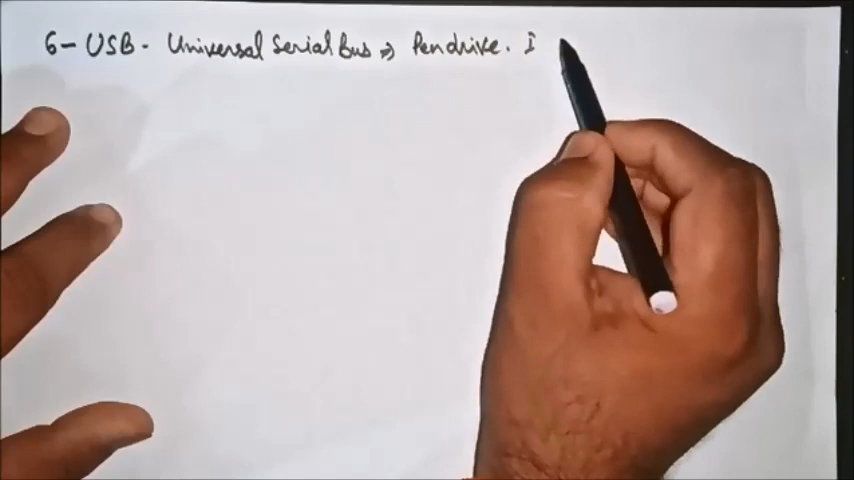 6- USB - Universal Serial Bus ⇒ Pendrive. I